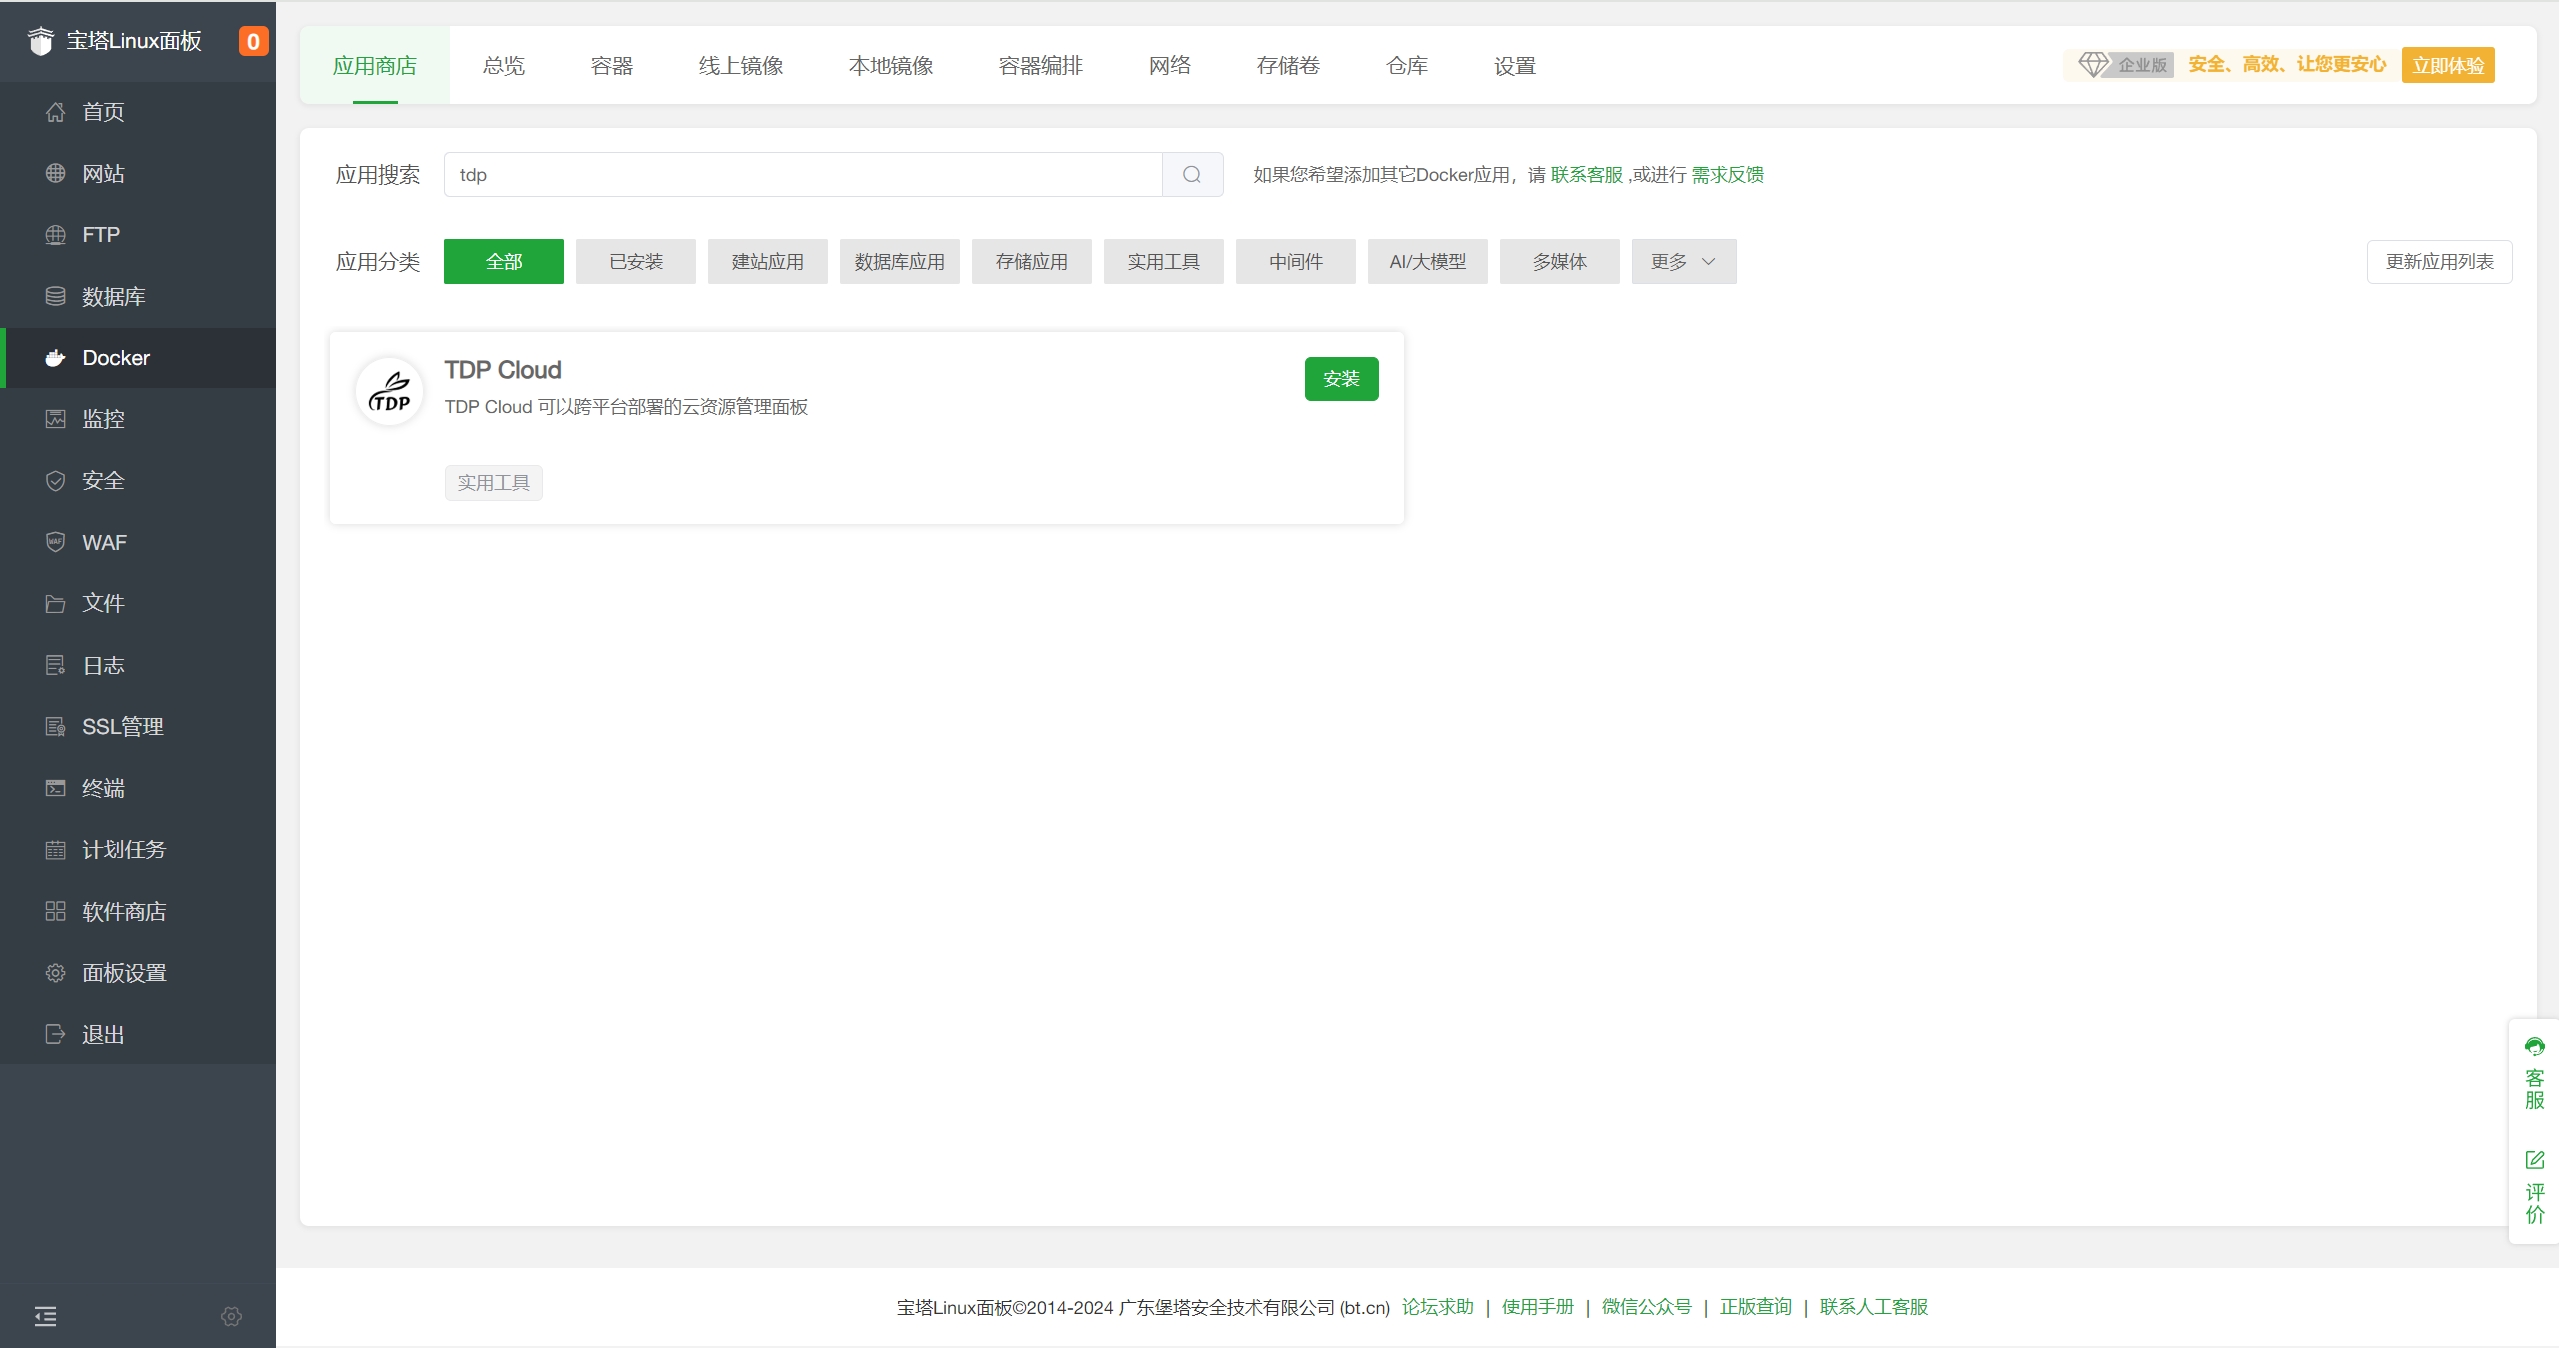 宝塔Linux面板 0
首页
网站
FTP
数据库
Docker
监控
安全
WAF
文件
日志
SSL管理
终端
计划任务
软件商店
面板设置
退出
应用商店 总览 容器 线上镜像 本地镜像 容器编排 网络 存储卷 仓库 设置 企业版 安全、高效、让您更安心 立即体验
应用搜索 tdp 如果您希望添加其它Docker应用，请 联系客服 ,或进行 需求反馈
应用分类 全部 已安装 建站应用 数据库应用 存储应用 实用工具 中间件 AI/大模型 多媒体 更多 更新应用列表
TDP
TDP Cloud
安装
TDP Cloud 可以跨平台部署的云资源管理面板
实用工具
客服
评价
宝塔Linux面板©2014-2024 广东堡塔安全技术有限公司 (bt.cn) 论坛求助 | 使用手册 | 微信公众号 | 正版查询 | 联系人工客服